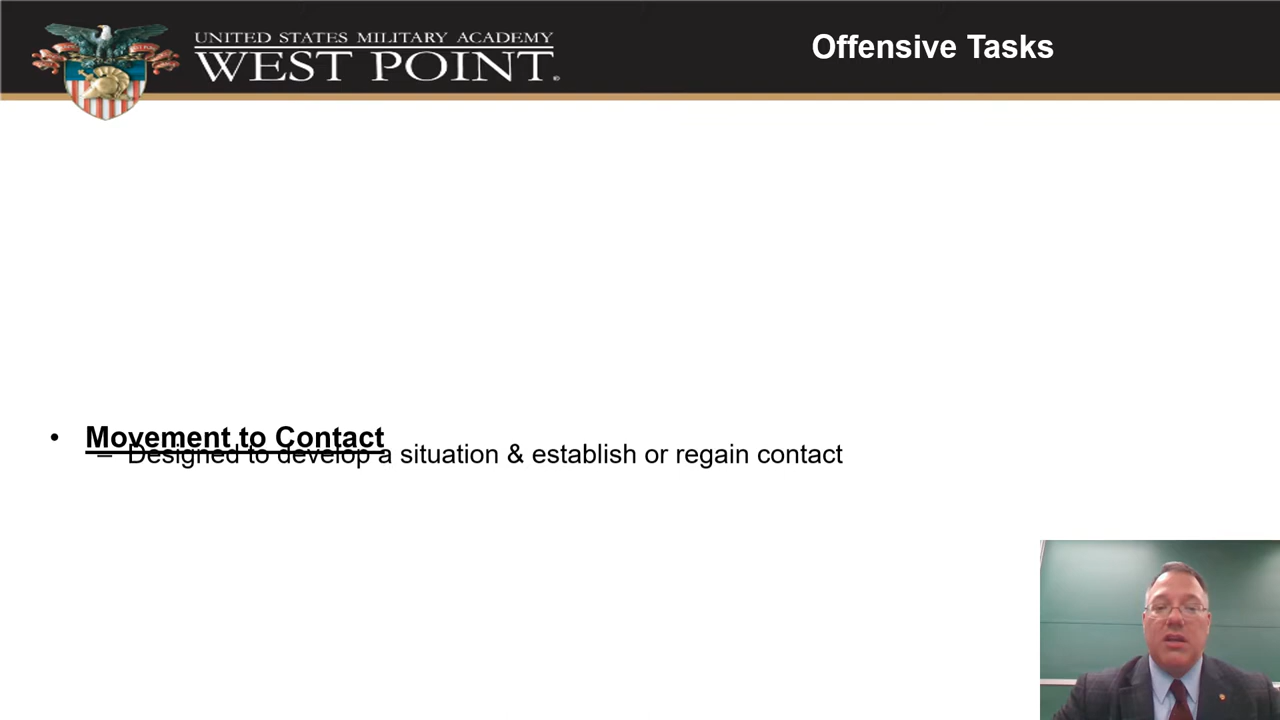 UNITED STATES MILITARY ACADEMY
WEST POINT.
Offensive Tasks
• Movement to Contact
– Designed to develop a situation & establish or regain contact